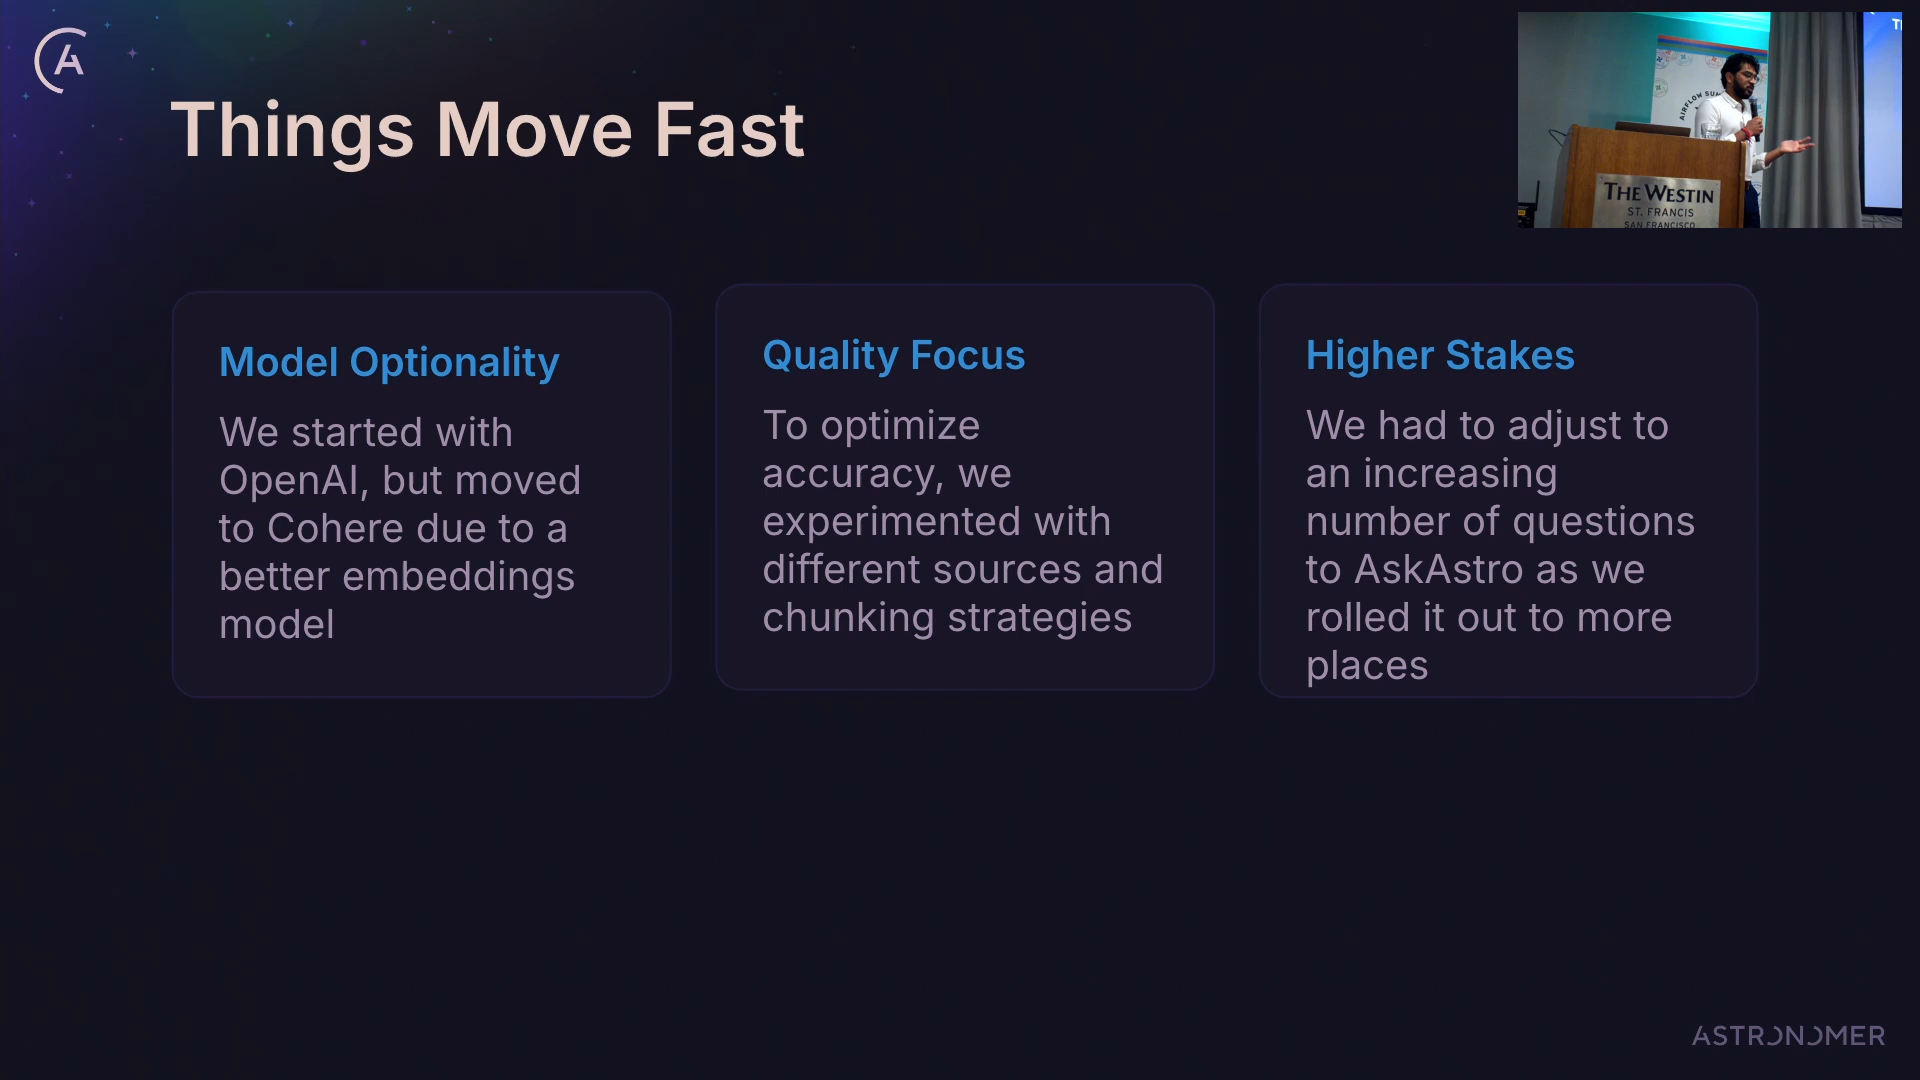 Things Move Fast
Model Optionality
We started with
OpenAI, but moved
to Cohere due to a
better embeddings
model
Quality Focus
To optimize
accuracy, we
experimented with
different sources and
chunking strategies
Higher Stakes
We had to adjust to
an increasing
number of questions
to AskAstro as we
rolled it out to more
places
AIRFLOW SUM
THE WESTIN
ST. FRANCIS
SAN FRANCISCO
ASTRONOMER